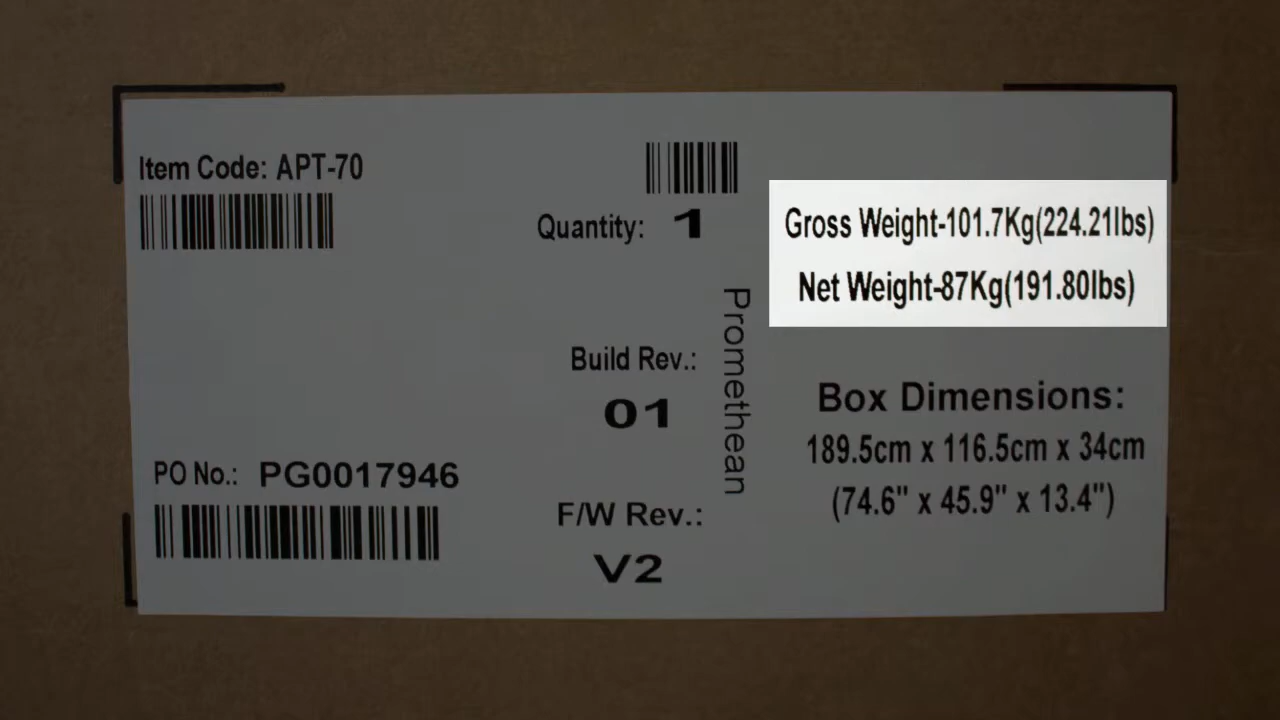 Item Code: APT-70
Quantity: 1
Gross Weight-101.7Kg(224.21lbs)
Net Weight-87Kg(191.80lbs)
Promethean
Build Rev.:
01
Box Dimensions:
189.5cm x 116.5cm x 34cm
(74.6" x 45.9" x 13.4")
PO No.: PG0017946
F/W Rev.:
V2